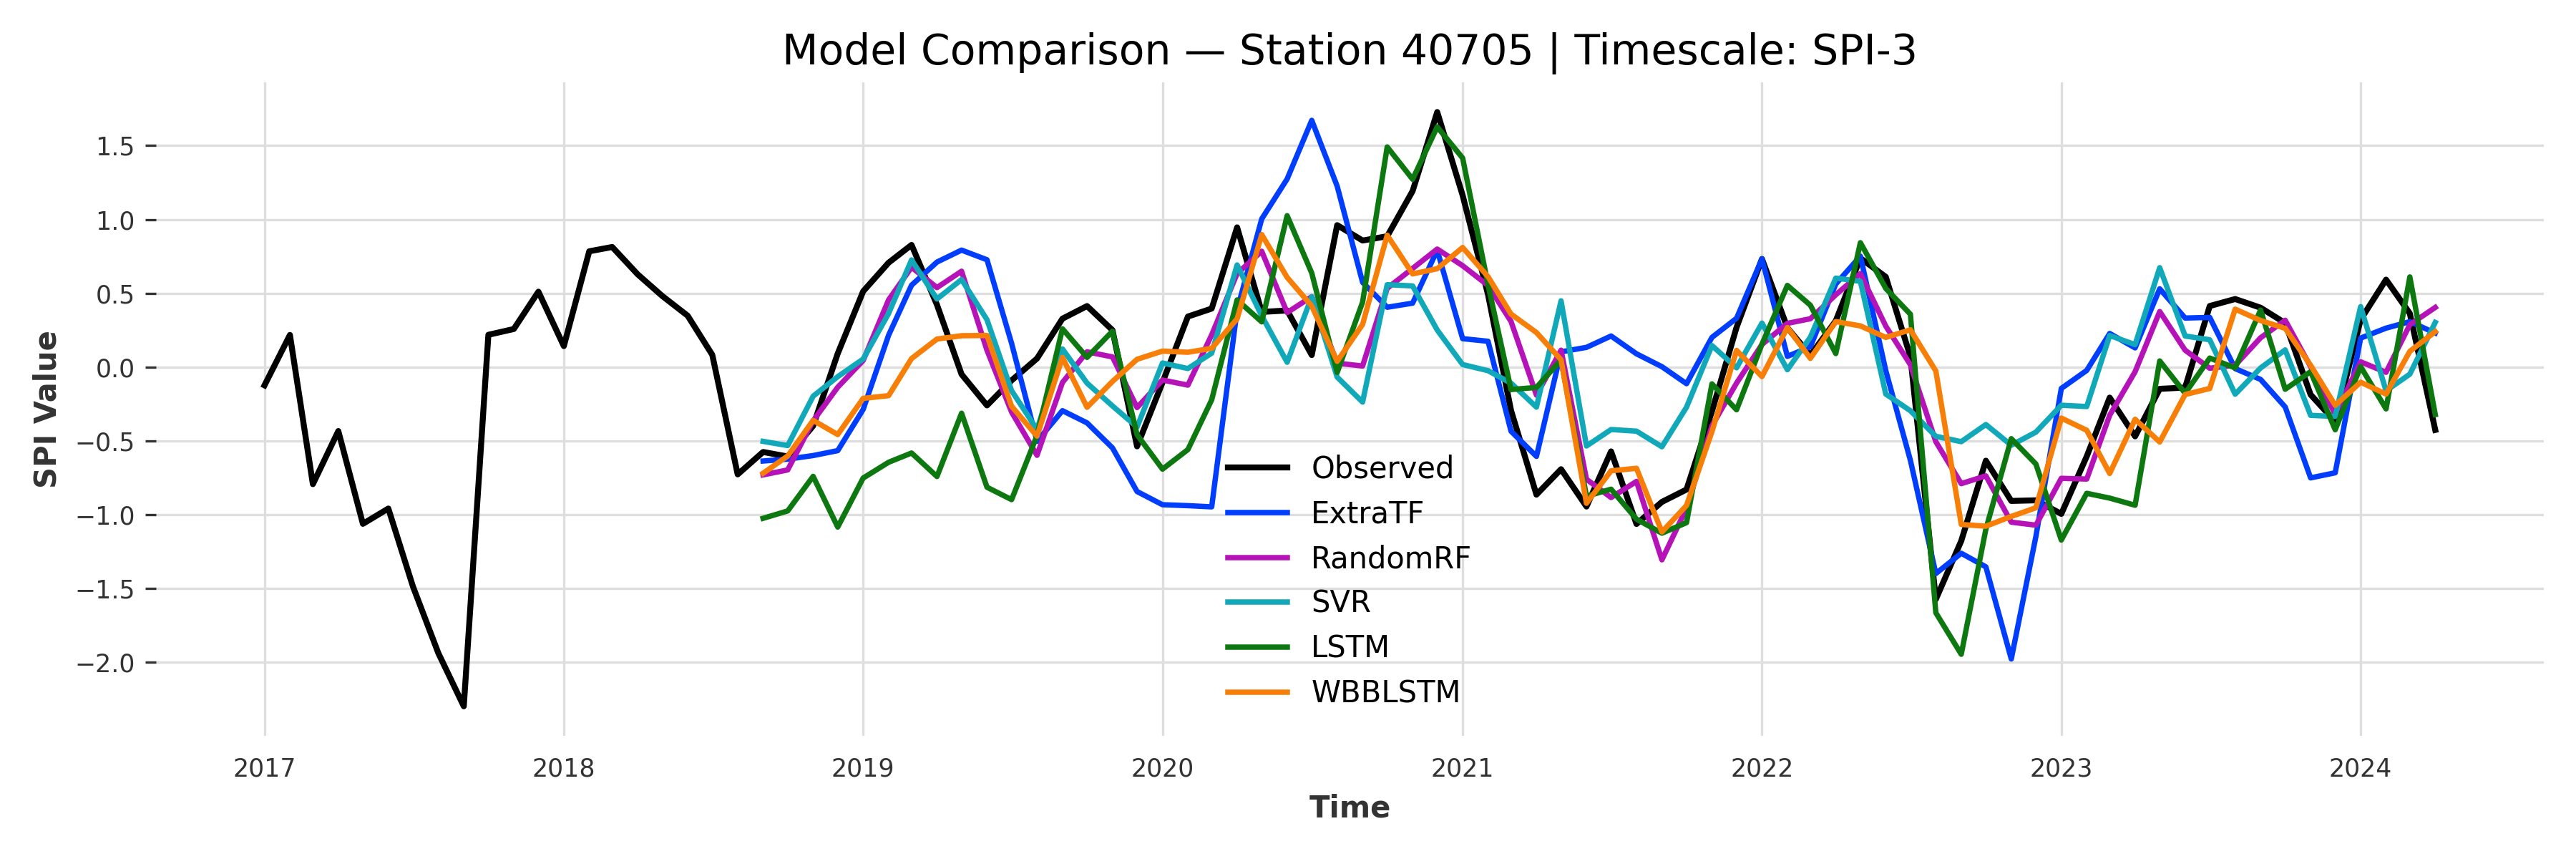 Model Comparison — Station 40705 | Timescale: SPI-3
SPI Value
1.5
1.0
0.5
0.0
−0.5
−1.0
−1.5
−2.0
Observed
ExtraTF
RandomRF
SVR
LSTM
WBBLSTM
2017 2018 2019 2020 2021 2022 2023 2024
Time